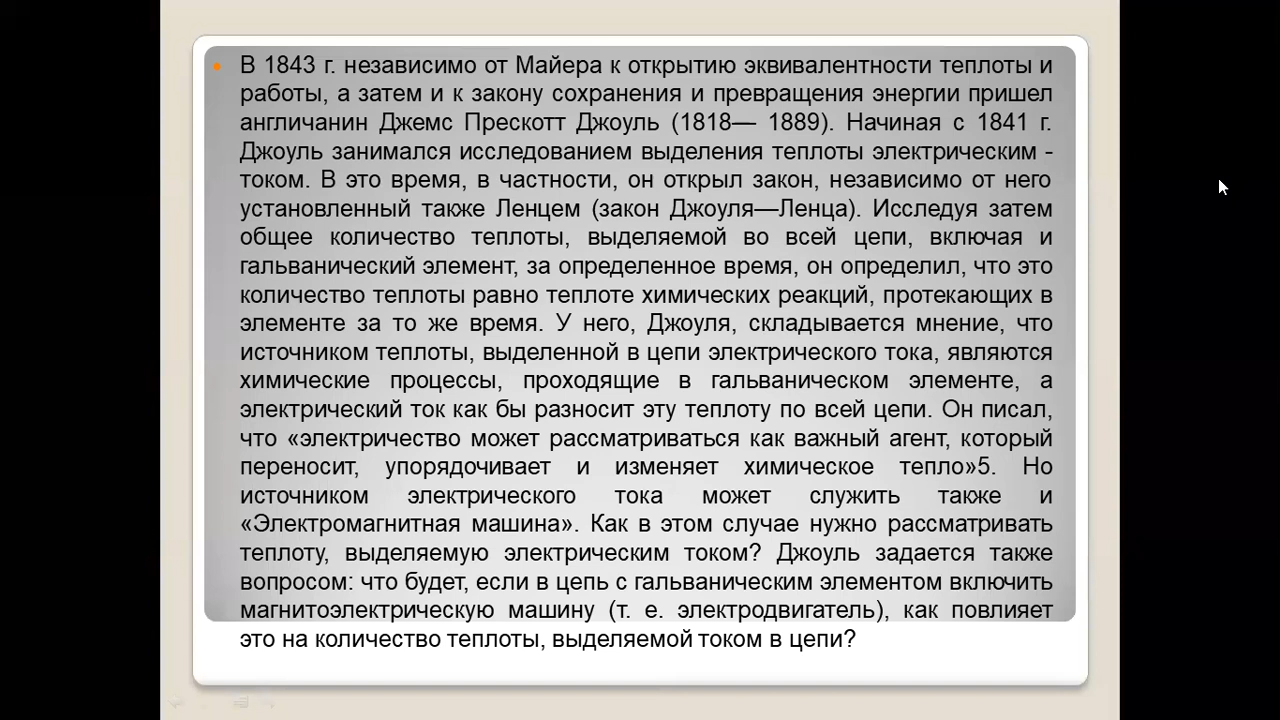 В 1843 г. независимо от Майера к открытию эквивалентности теплоты и
работы, а затем и к закону сохранения и превращения энергии пришел
англичанин Джемс Прескотт Джоуль (1818— 1889). Начиная с 1841 г.
Джоуль занимался исследованием выделения теплоты электрическим -
током. В это время, в частности, он открыл закон, независимо от него
установленный также Ленцем (закон Джоуля—Ленца). Исследуя затем
общее количество теплоты, выделяемой во всей цепи, включая и
гальванический элемент, за определенное время, он определил, что это
количество теплоты равно теплоте химических реакций, протекающих в
элементе за то же время. У него, Джоуля, складывается мнение, что
источником теплоты, выделенной в цепи электрического тока, являются
химические процессы, проходящие в гальваническом элементе, а
электрический ток как бы разносит эту теплоту по всей цепи. Он писал,
что «электричество может рассматриваться как важный агент, который
переносит, упорядочивает и изменяет химическое тепло»5. Но
источником электрического тока может служить также и
«Электромагнитная машина». Как в этом случае нужно рассматривать
теплоту, выделяемую электрическим током? Джоуль задается также
вопросом: что будет, если в цепь с гальваническим элементом включить
магнитоэлектрическую машину (т. е. электродвигатель), как повлияет
это на количество теплоты, выделяемой током в цепи?